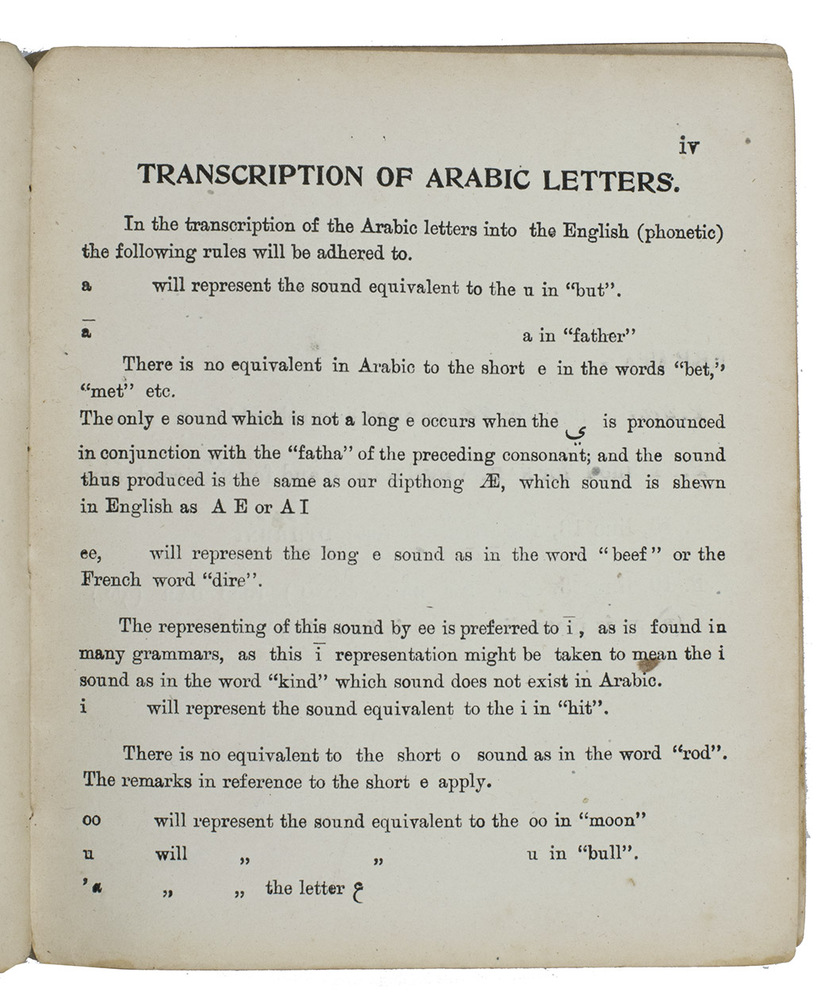 iv
TRANSCRIPTION OF ARABIC LETTERS.
In the transcription of the Arabic letters into the English (phonetic)
the following rules will be adhered to.
a will represent the sound equivalent to the u in “but”.
ā a in “father”
There is no equivalent in Arabic to the short e in the words “bet,”
“met” etc.
The only e sound which is not a long e occurs when the ي is pronounced
in conjunction with the “fatha” of the preceding consonant; and the sound
thus produced is the same as our dipthong Æ, which sound is shewn
in English as A E or A I
ee, will represent the long e sound as in the word “beef” or the
French word “dire”.
The representing of this sound by ee is preferred to ī, as is found in
many grammars, as this ī representation might be taken to mean the i
sound as in the word “kind” which sound does not exist in Arabic.
i will represent the sound equivalent to the i in “hit”.
There is no equivalent to the short o sound as in the word “rod”.
The remarks in reference to the short e apply.
oo will represent the sound equivalent to the oo in “moon”
u will „ „ u in “bull”.
’a „ „ the letter ع